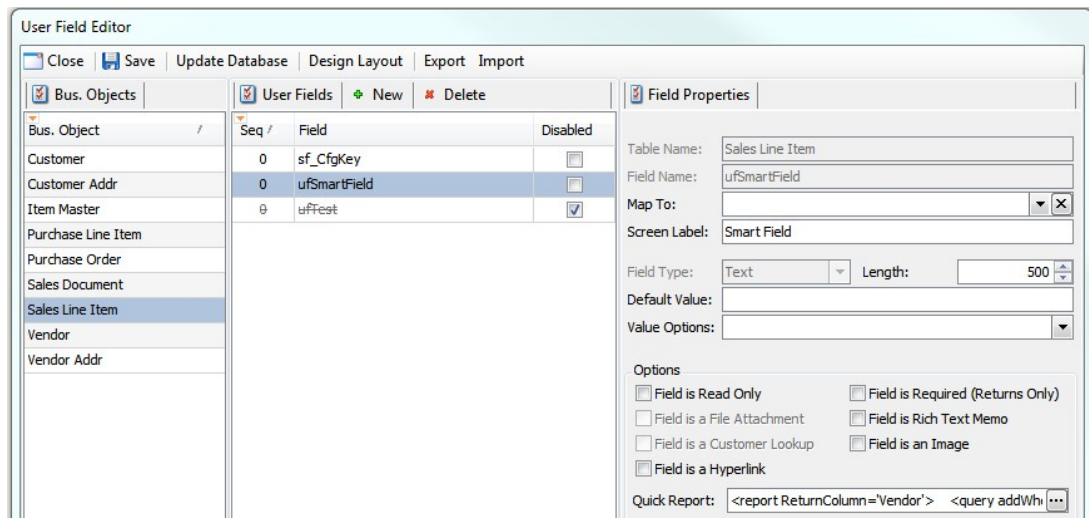 User Field Editor
Close Save Update Database Design Layout Export Import
Bus. Objects
Bus. Object
Customer
Customer Addr
Item Master
Purchase Line Item
Purchase Order
Sales Document
Sales Line Item
Vendor
Vendor Addr
User Fields New Delete
Seq Field Disabled
0 sf_CfgKey
0 ufSmartField
0 ufTest
Field Properties
Table Name: Sales Line Item
Field Name: ufSmartField
Map To:
Screen Label: Smart Field
Field Type: Text Length: 500
Default Value:
Value Options:
Options
Field is Read Only Field is Required (Returns Only)
Field is a File Attachment Field is Rich Text Memo
Field is a Customer Lookup Field is an Image
Field is a Hyperlink
Quick Report: <report ReturnColumn='Vendor'> <query addWh